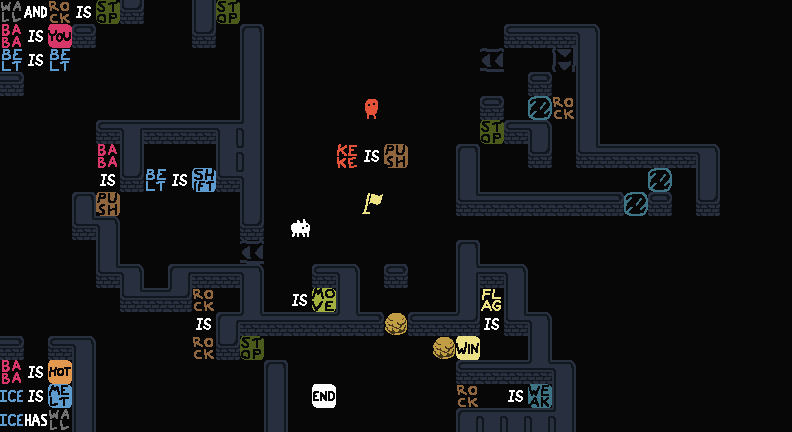 WALL AND ROCK IS STOP STOP
BABA IS YOU
BELT IS BELT
ROCK
STOP
KEKE IS PUSH
BABA
IS
PUSH
BELT IS SHIFT
ROCK
IS
ROCK
IS MOVE
FLAG
IS
WIN
STOP
BABA IS HOT
ICE IS MELT
ICE HAS WALL
END
ROCK IS WEAK